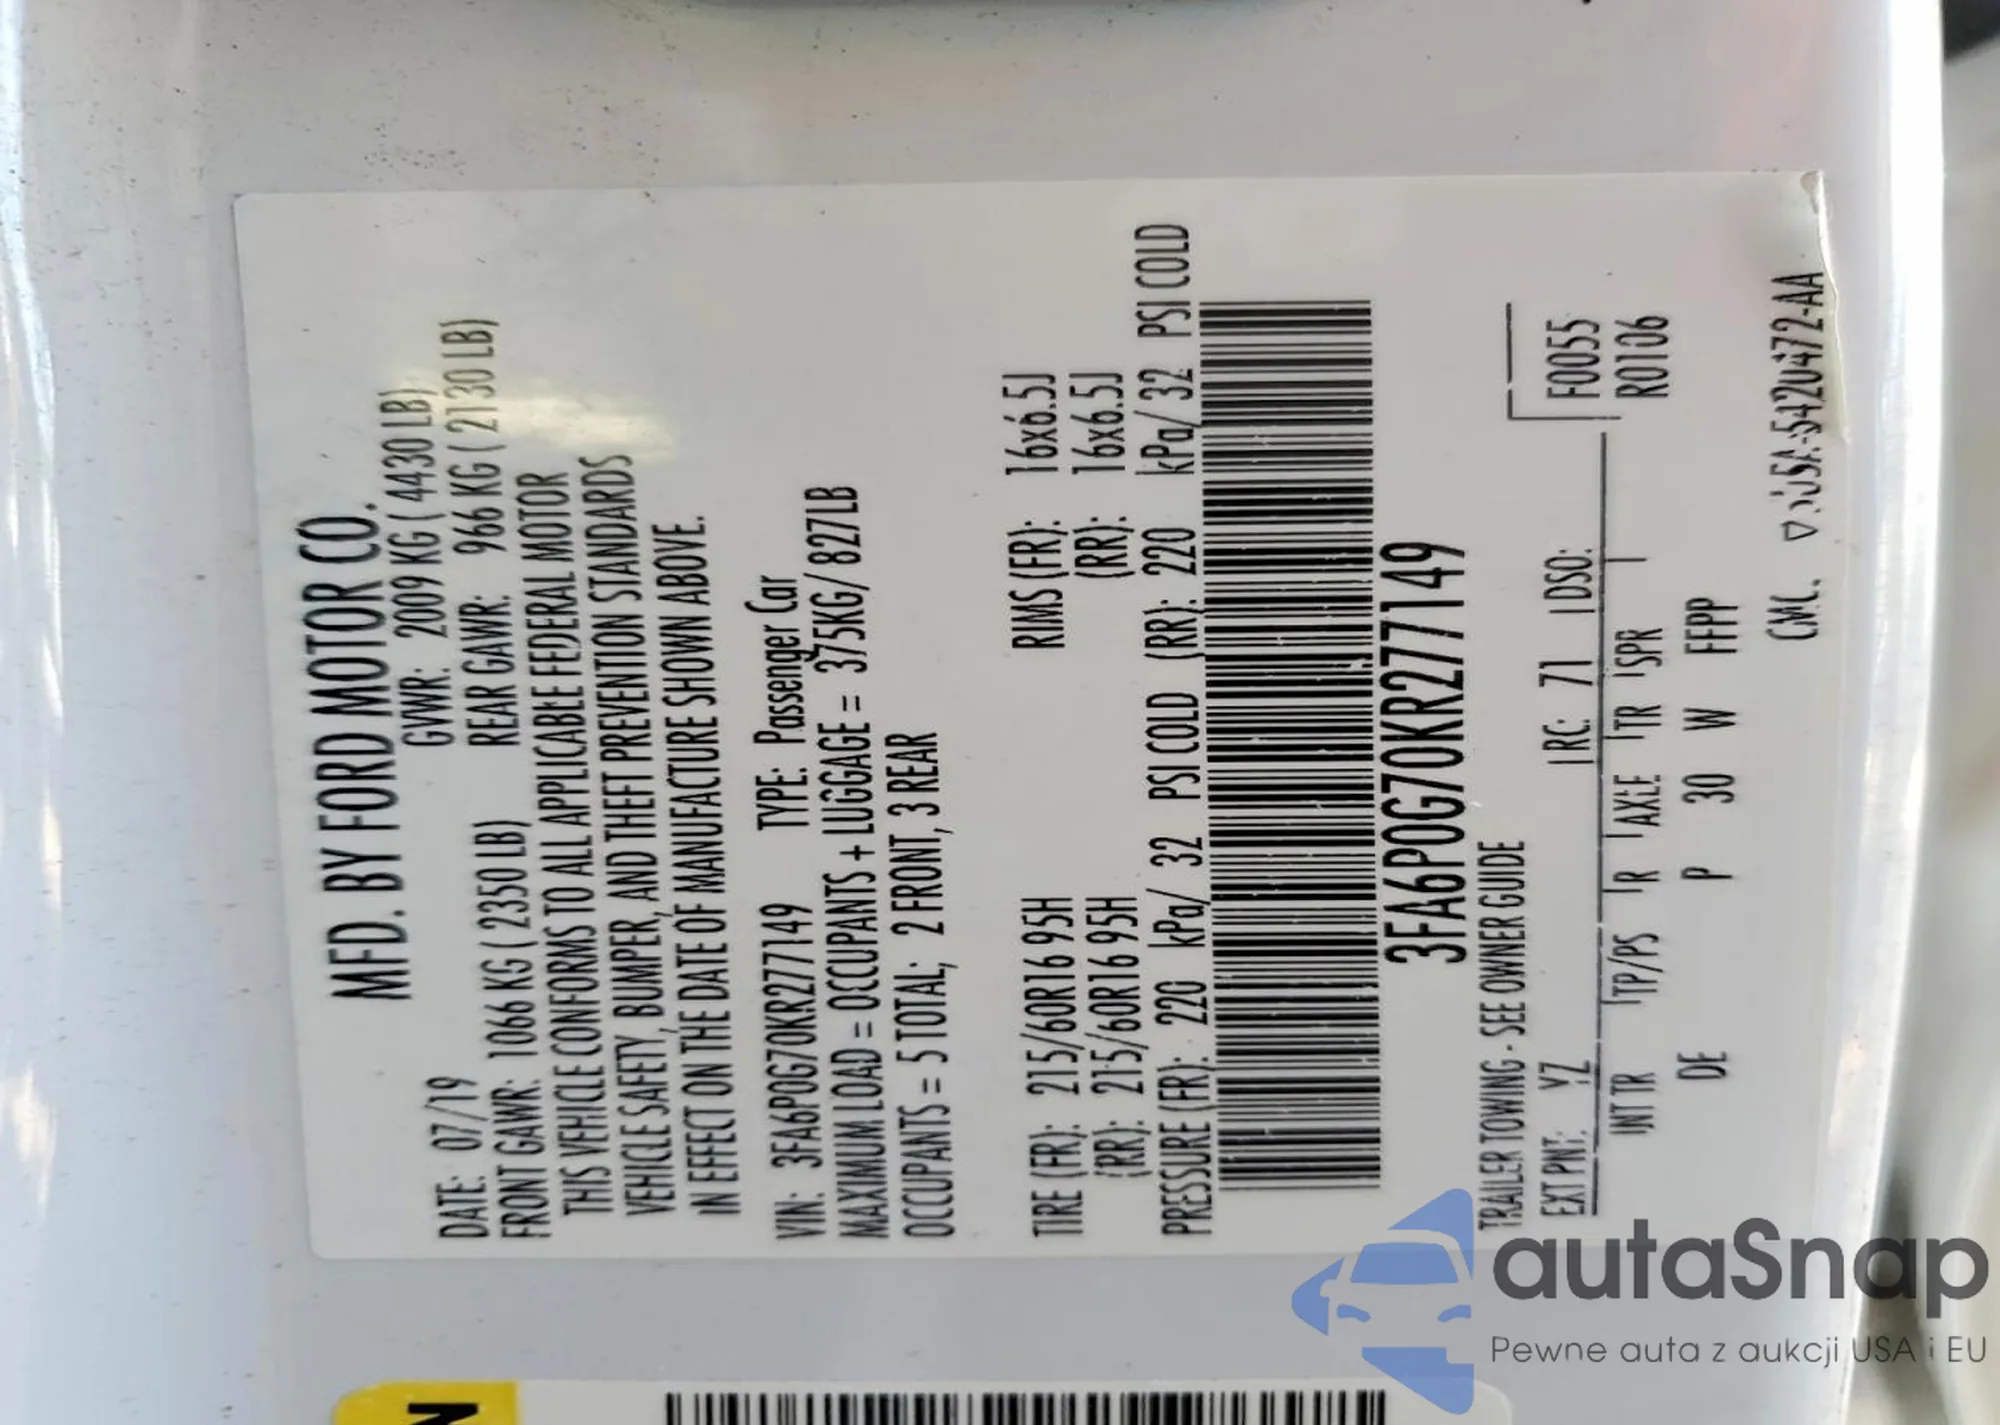 MFD. BY FORD MOTOR CO.
DATE: 07/19 GVWR: 2009 KG ( 4430 LB)
FRONT GAWR: 1066 KG ( 2350 LB) REAR GAWR: 966 KG ( 2130 LB)
THIS VEHICLE CONFORMS TO ALL APPLICABLE FEDERAL MOTOR
VEHICLE SAFETY, BUMPER, AND THEFT PREVENTION STANDARDS
IN EFFECT ON THE DATE OF MANUFACTURE SHOWN ABOVE.
VIN: 3FA6P0G70KR277149 TYPE: Passenger Car
MAXIMUM LOAD = OCCUPANTS + LUGGAGE = 375KG/ 827LB
OCCUPANTS = 5 TOTAL; 2 FRONT, 3 REAR
TIRE (FR): 215/60R16 95H RIMS (FR): 16x6.5J
(RR): 215/60R16 95H (RR): 16x6.5J
PRESSURE (FR): 220 kPa/ 32 PSI COLD (RR): 220 kPa/ 32 PSI COLD
3FA6P0G70KR277149
TRAILER TOWING - SEE OWNER GUIDE
EXT PNT: YZ RC: 71 DSO: F0055
INT TR TP/PS R AXLE TR SPR R0106
DE P 30 W FFPP
N
autaSnap
Pewne auta z aukcji USA i EU